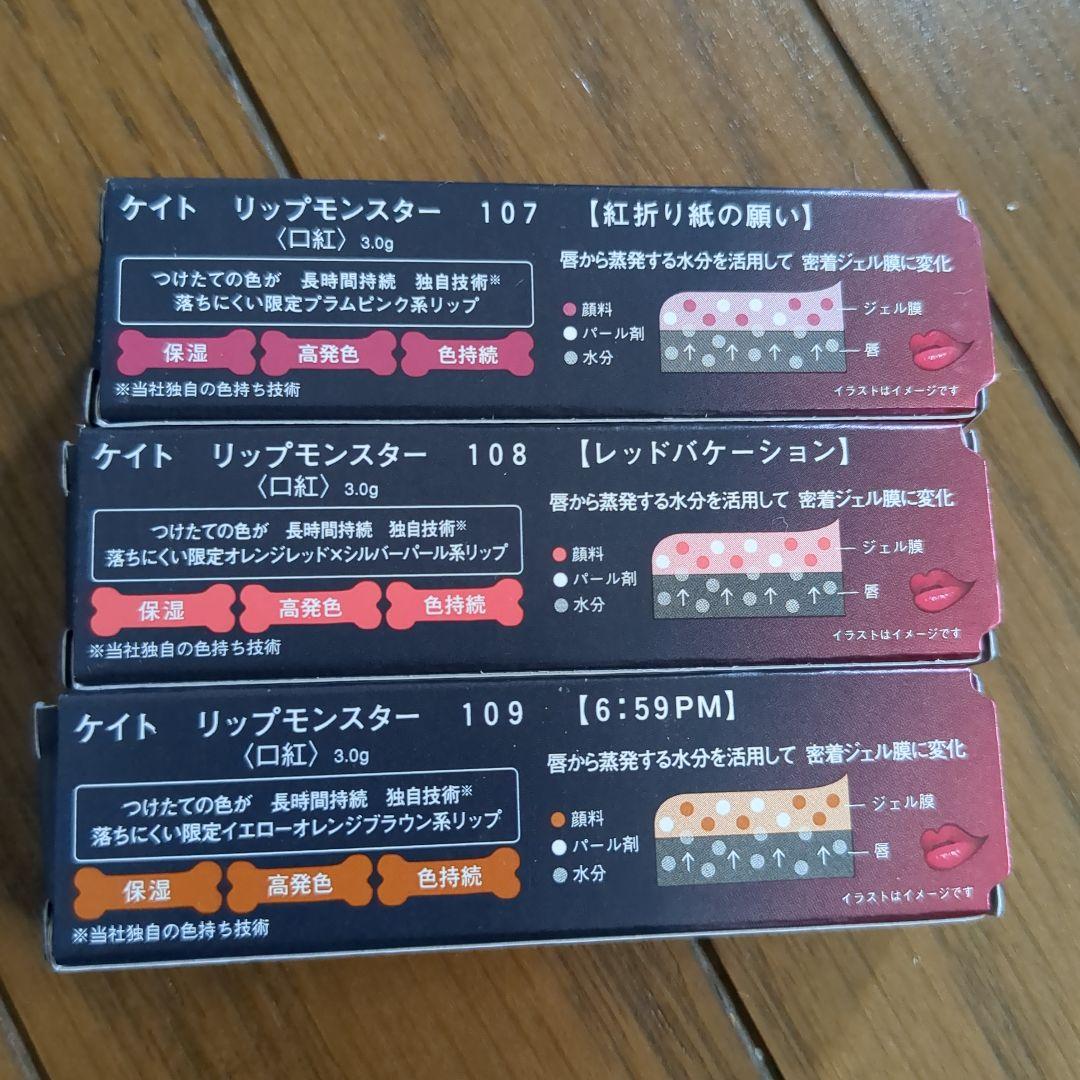 ケイト リップモンスター 107 【紅折り紙の願い】
〈口紅〉3.0g
つけたての色が 長時間持続 独自技術※
落ちにくい限定プラムピンク系リップ
保湿 高発色 色持続
※当社独自の色持ち技術
唇から蒸発する水分を活用して 密着ジェル膜に変化
顔料
パール剤
水分
ジェル膜
唇
イラストはイメージです
ケイト リップモンスター 108 【レッドバケーション】
〈口紅〉3.0g
つけたての色が 長時間持続 独自技術※
落ちにくい限定オレンジレッド×シルバーパール系リップ
保湿 高発色 色持続
※当社独自の色持ち技術
唇から蒸発する水分を活用して 密着ジェル膜に変化
顔料
パール剤
水分
ジェル膜
唇
イラストはイメージです
ケイト リップモンスター 109 【6:59PM】
〈口紅〉3.0g
つけたての色が 長時間持続 独自技術※
落ちにくい限定イエローオレンジブラウン系リップ
保湿 高発色 色持続
※当社独自の色持ち技術
唇から蒸発する水分を活用して 密着ジェル膜に変化
顔料
パール剤
水分
ジェル膜
唇
イラストはイメージです